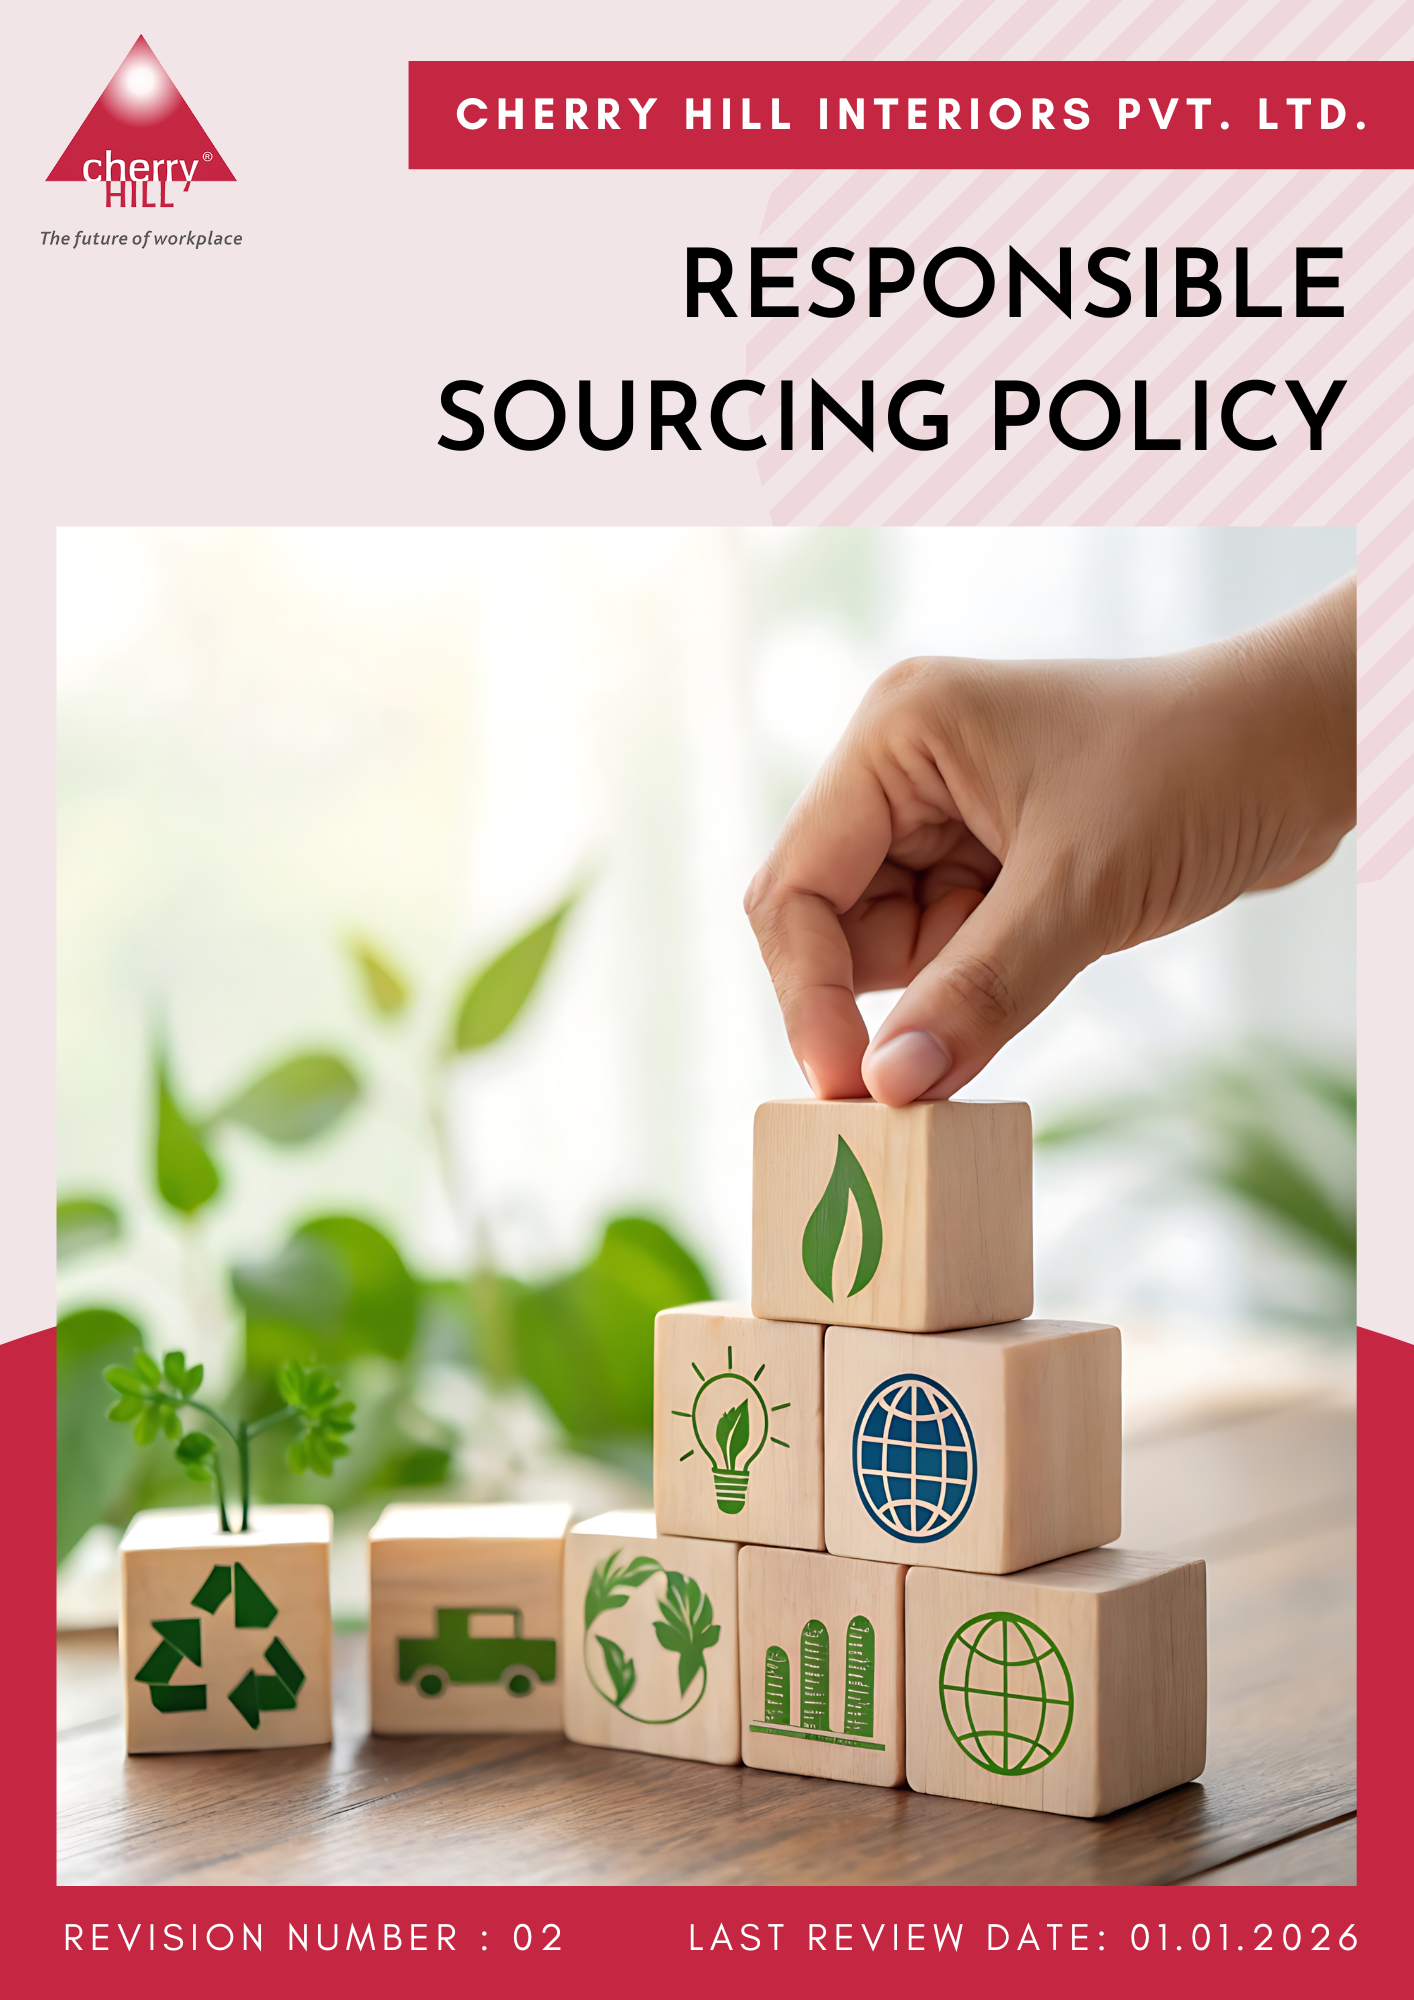 cherry®
HILL
The future of workplace
CHERRY HILL INTERIORS PVT. LTD.
RESPONSIBLE
SOURCING POLICY
REVISION NUMBER : 02
LAST REVIEW DATE: 01.01.2026